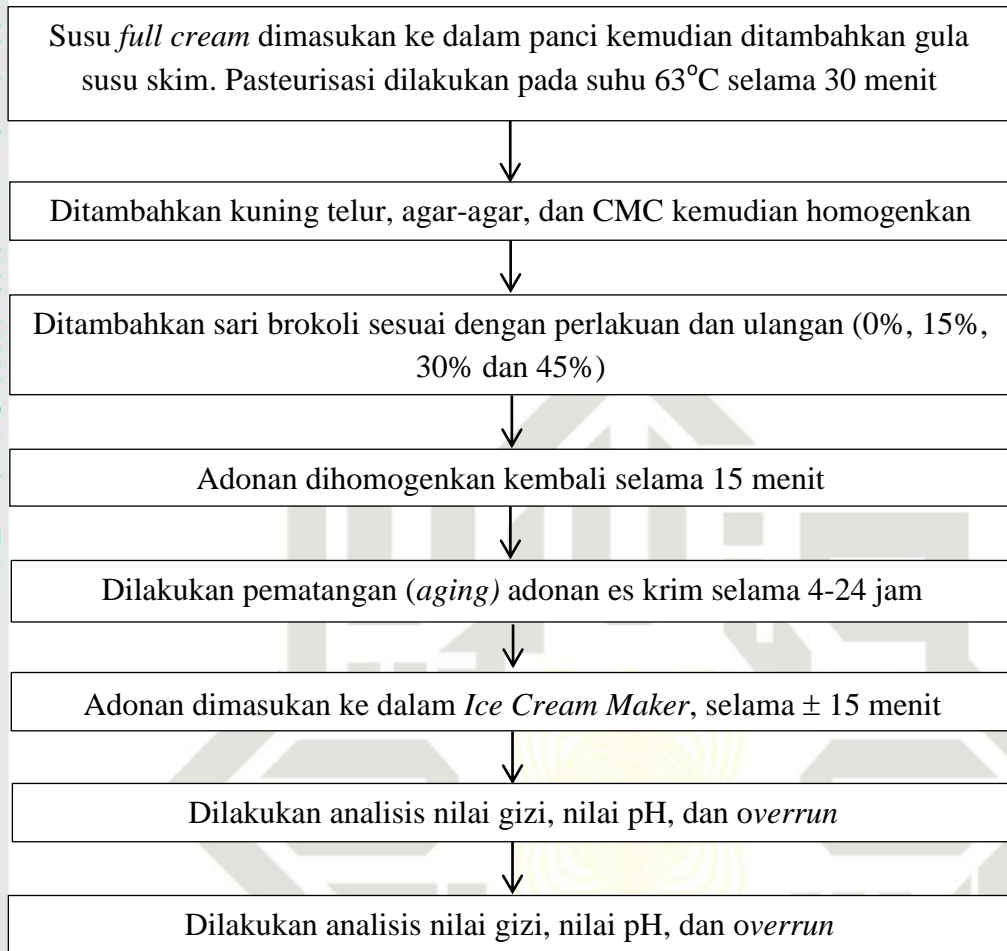 Susu full cream dimasukan ke dalam panci kemudian ditambahkan gula
susu skim. Pasteurisasi dilakukan pada suhu 63°C selama 30 menit
Ditambahkan kuning telur, agar-agar, dan CMC kemudian homogenkan
Ditambahkan sari brokoli sesuai dengan perlakuan dan ulangan (0%, 15%,
30% dan 45%)
Adonan dihomogenkan kembali selama 15 menit
Dilakukan pematangan (aging) adonan es krim selama 4-24 jam
Adonan dimasukan ke dalam Ice Cream Maker, selama ± 15 menit
Dilakukan analisis nilai gizi, nilai pH, dan overrun
Dilakukan analisis nilai gizi, nilai pH, dan overrun